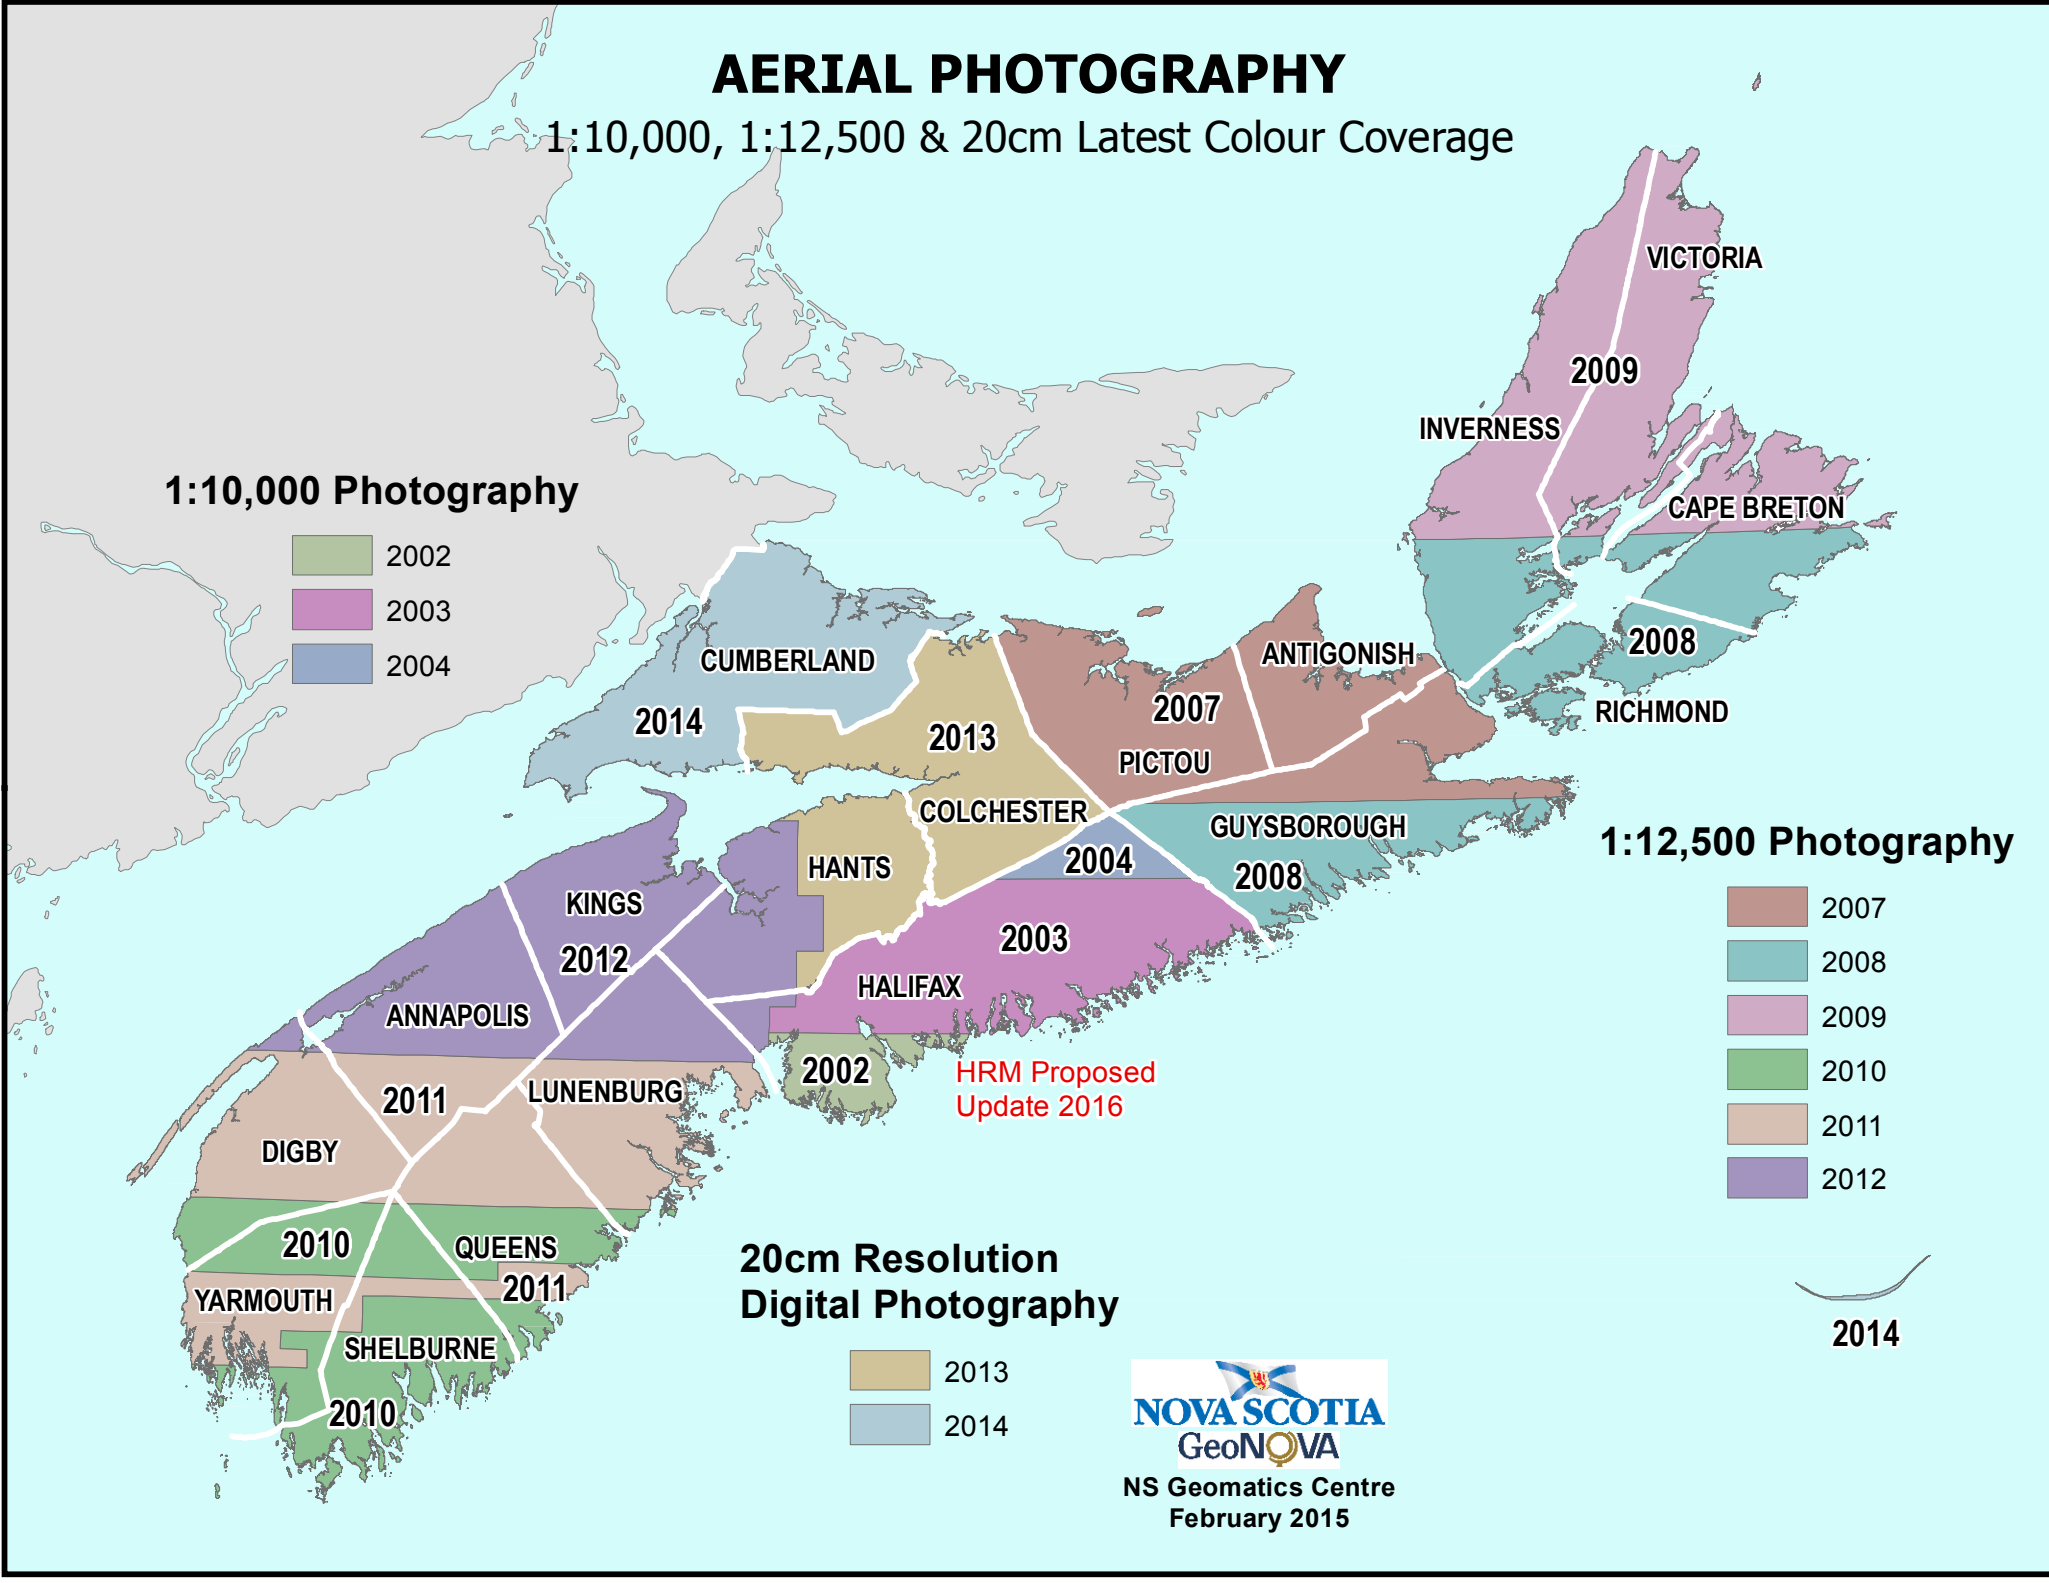 AERIAL PHOTOGRAPHY
1:10,000, 1:12,500 & 20cm Latest Colour Coverage
VICTORIA
2009
INVERNESS
CAPE BRETON
1:10,000 Photography
2002
2003
2004
CUMBERLAND
2014
2013
2007
PICTOU
ANTIGONISH
2008
RICHMOND
COLCHESTER
HANTS
2004
GUYSBOROUGH
2008
KINGS
2012
2003
HALIFAX
ANNAPOLIS
2002
HRM Proposed
Update 2016
2011
LUNENBURG
DIGBY
2010
QUEENS
2011
YARMOUTH
SHELBURNE
2010
1:12,500 Photography
2007
2008
2009
2010
2011
2012
20cm Resolution
Digital Photography
2013
2014
2014
NOVA SCOTIA
GeoNOVA
NS Geomatics Centre
February 2015